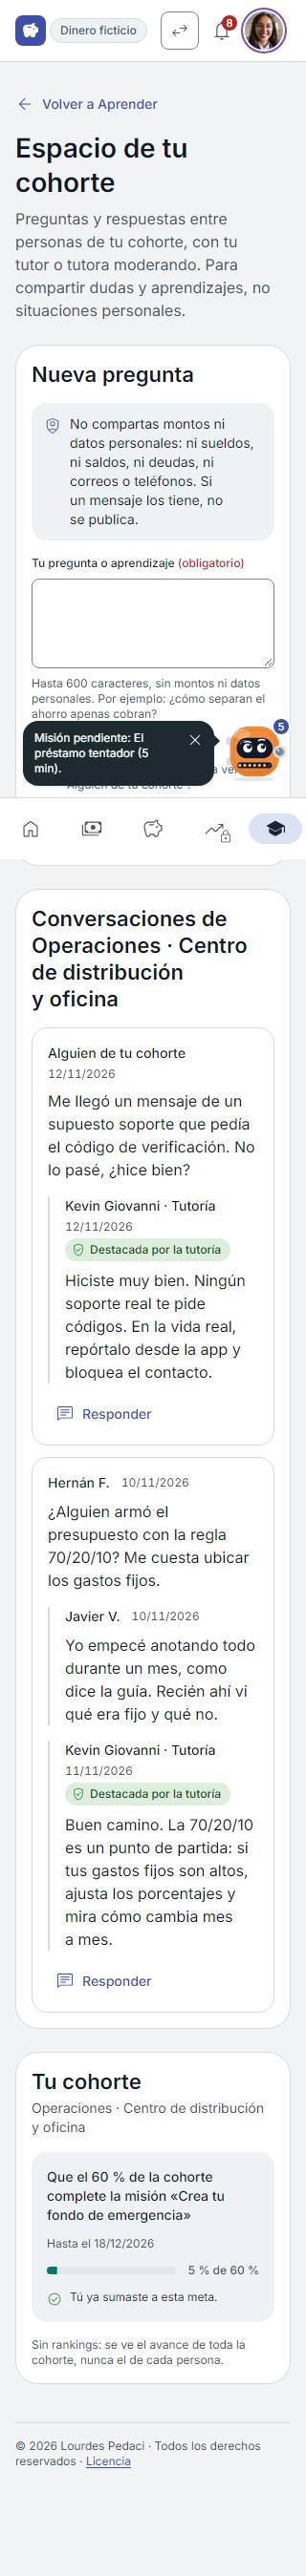 Dinero ficticio
8
Volver a Aprender
Espacio de tu
cohorte
Preguntas y respuestas entre
personas de tu cohorte, con tu
tutor o tutora moderando. Para
compartir dudas y aprendizajes, no
situaciones personales.
Nueva pregunta
No compartas montos ni
datos personales: ni sueldos,
ni saldos, ni deudas, ni
correos o teléfonos. Si
un mensaje los tiene, no
se publica.
Tu pregunta o aprendizaje (obligatorio)
Hasta 600 caracteres, sin montos ni datos
personales. Por ejemplo: ¿cómo separan el
ahorro apenas cobran?
Misión pendiente: El
préstamo tentador (5
min).
5
Conversaciones de
Operaciones · Centro
de distribución
y oficina
Alguien de tu cohorte
12/11/2026
Me llegó un mensaje de un
supuesto soporte que pedía
el código de verificación. No
lo pasé, ¿hice bien?
Kevin Giovanni · Tutoría
12/11/2026
Destacada por la tutoría
Hiciste muy bien. Ningún
soporte real te pide
códigos. En la vida real,
repórtalo desde la app y
bloquea el contacto.
Responder
Hernán F. 10/11/2026
¿Alguien armó el
presupuesto con la regla
70/20/10? Me cuesta ubicar
los gastos fijos.
Javier V. 10/11/2026
Yo empecé anotando todo
durante un mes, como
dice la guía. Recién ahí vi
qué era fijo y qué no.
Kevin Giovanni · Tutoría
11/11/2026
Destacada por la tutoría
Buen camino. La 70/20/10
es un punto de partida: si
tus gastos fijos son altos,
ajusta los porcentajes y
mira cómo cambia mes
a mes.
Responder
Tu cohorte
Operaciones · Centro de distribución
y oficina
Que el 60 % de la cohorte
complete la misión «Crea tu
fondo de emergencia»
Hasta el 18/12/2026
5 % de 60 %
Tú ya sumaste a esta meta.
Sin rankings: se ve el avance de toda la
cohorte, nunca el de cada persona.
© 2026 Lourdes Pedaci · Todos los derechos
reservados · Licencia